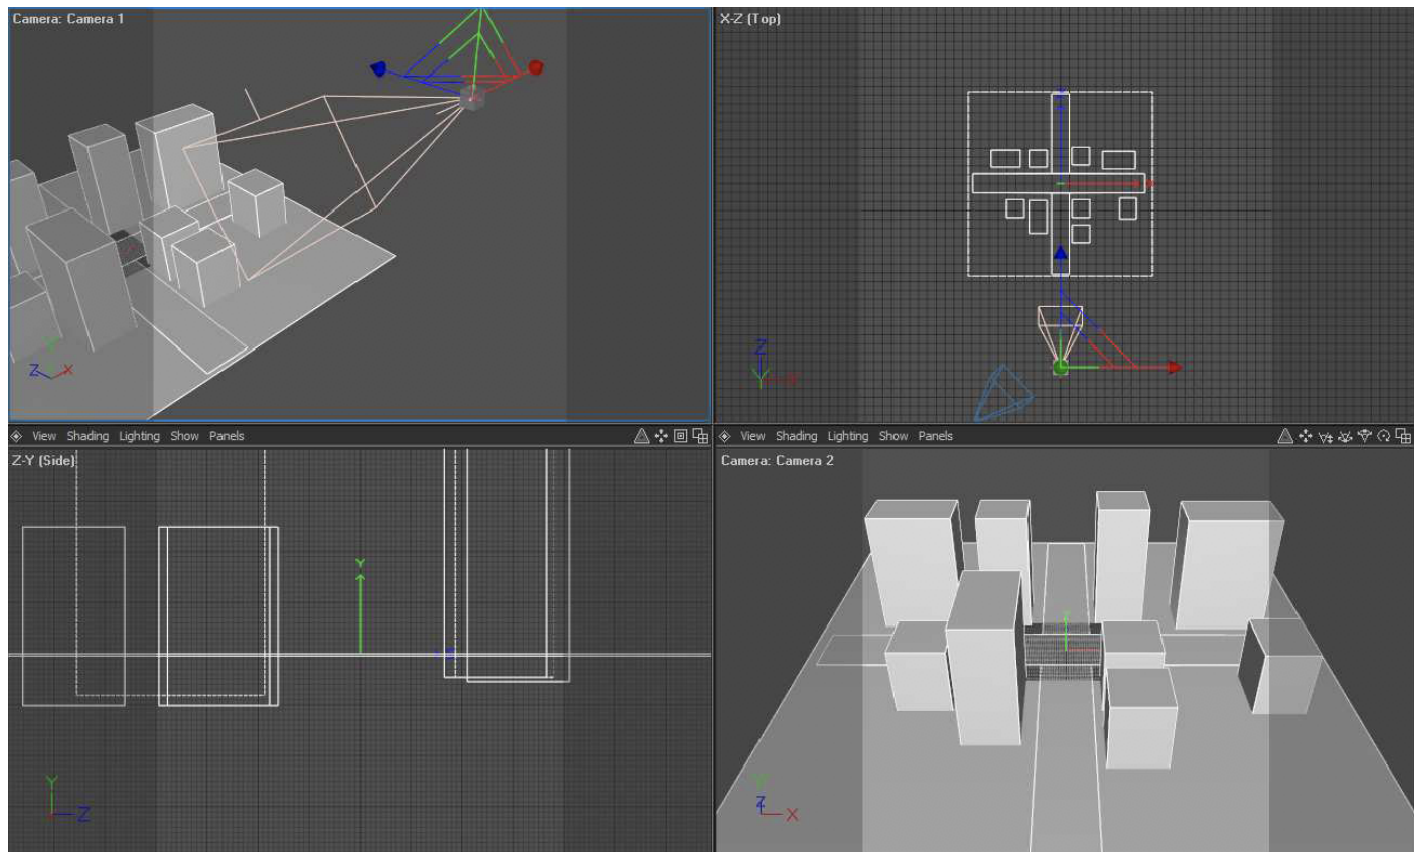 Camera: Camera 1
X-Z (Top)
Y
Z X
Z
Y X
View Shading Lighting Show Panels
View Shading Lighting Show Panels
Z-Y (Side)
Camera: Camera 2
Y
Y
Z
Y
Z X